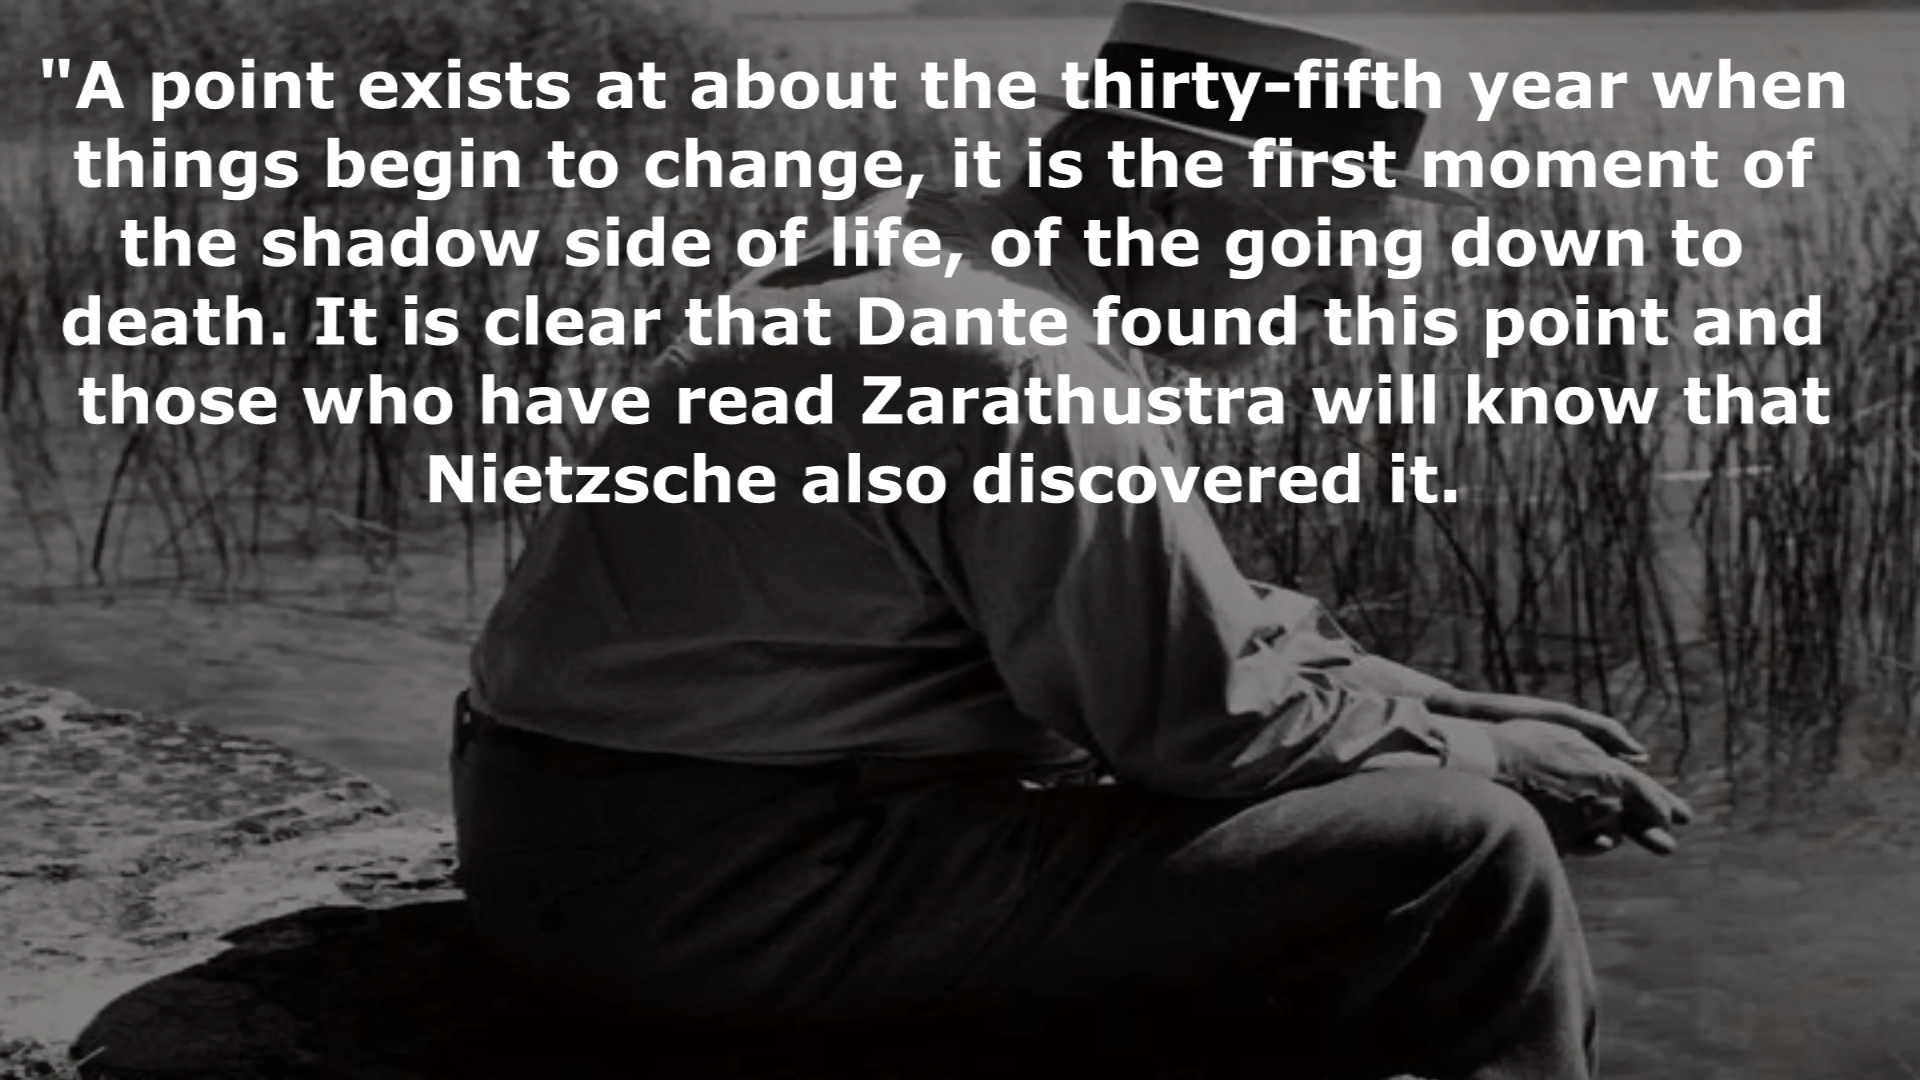 "A point exists at about the thirty-fifth year when
things begin to change, it is the first moment of
the shadow side of life, of the going down to
death. It is clear that Dante found this point and
those who have read Zarathustra will know that
Nietzsche also discovered it.